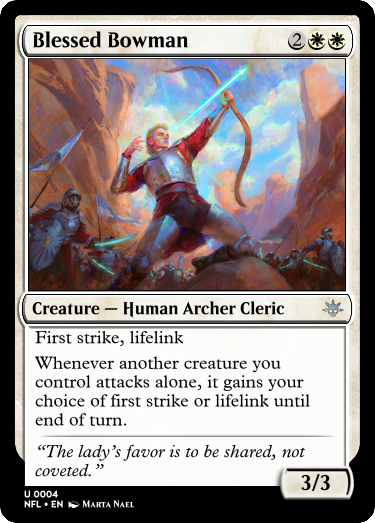 Blessed Bowman 2
Creature — Human Archer Cleric
First strike, lifelink
Whenever another creature you
control attacks alone, it gains your
choice of first strike or lifelink until
end of turn.
“The lady’s favor is to be shared, not
coveted.”
3/3
U 0004
NFL • EN Marta Nael